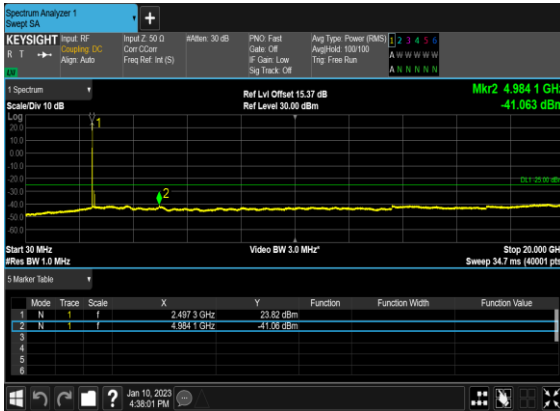 Spectrum Analyzer 1
Swept SA
KEYSIGHT Input: RF Input Z: 50 Ω #Atten: 30 dB PNO: Fast Avg Type: Power (RMS) 1 2 3 4 5 6
R T Coupling: DC Corr CCorr Gate: Off Avg|Hold: 100/100 A W W W W W
Align: Auto Freq Ref: Int (S) IF Gain: Low Trig: Free Run
Sig Track: Off A N N N N N
1 Spectrum Ref Lvl Offset 15.37 dB Mkr2 4.984 1 GHz
Scale/Div 10 dB Ref Level 30.00 dBm -41.063 dBm
Log
20.0
10.0
0.00
-10.0
-20.0
DL1 -25.00 dBm
-30.0
-40.0
-50.0
-60.0
1
2
Start 30 MHz Video BW 3.0 MHz* Stop 20.000 GHz
#Res BW 1.0 MHz Sweep 34.7 ms (40001 pts)
5 Marker Table
Mode Trace Scale X Y Function Function Width Function Value
1 N 1 f 2.497 3 GHz 23.82 dBm
2 N 1 f 4.984 1 GHz -41.06 dBm
3
4
5
6
? Jan 10, 2023
4:38:01 PM